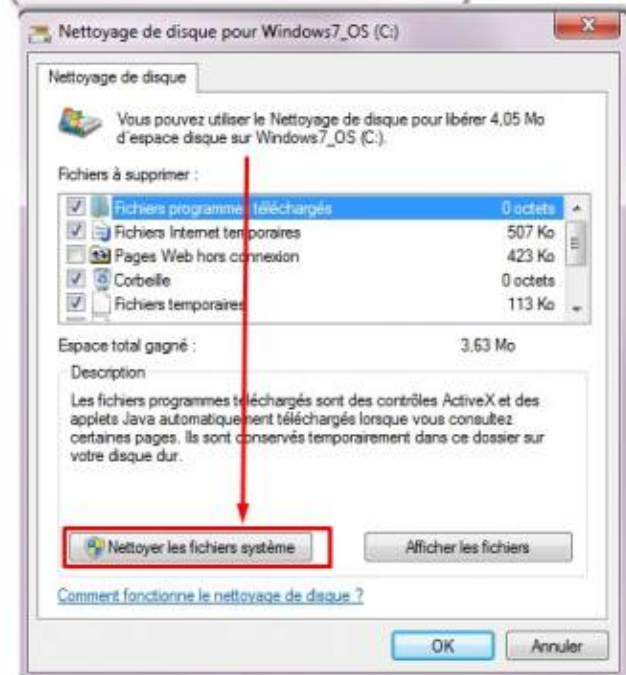 Nettoyage de disque pour Windows7_OS (C:)
Nettoyage de disque
Vous pouvez utiliser le Nettoyage de disque pour libérer 4,05 Mo
d'espace disque sur Windows7_OS (C:).
Fichiers à supprimer :
Fichiers programmes téléchargés 0 octets
Fichiers Internet temporaires 507 Ko
Pages Web hors connexion 423 Ko
Corbeille 0 octets
Fichiers temporaires 113 Ko
Espace total gagné : 3,63 Mo
Description
Les fichiers programmes téléchargés sont des contrôles ActiveX et des
applets Java automatiquement téléchargés lorsque vous consultez
certaines pages. Ils sont conservés temporairement dans ce dossier sur
votre disque dur.
Nettoyer les fichiers système Afficher les fichiers
Comment fonctionne le nettoyage de disque ?
OK Annuler